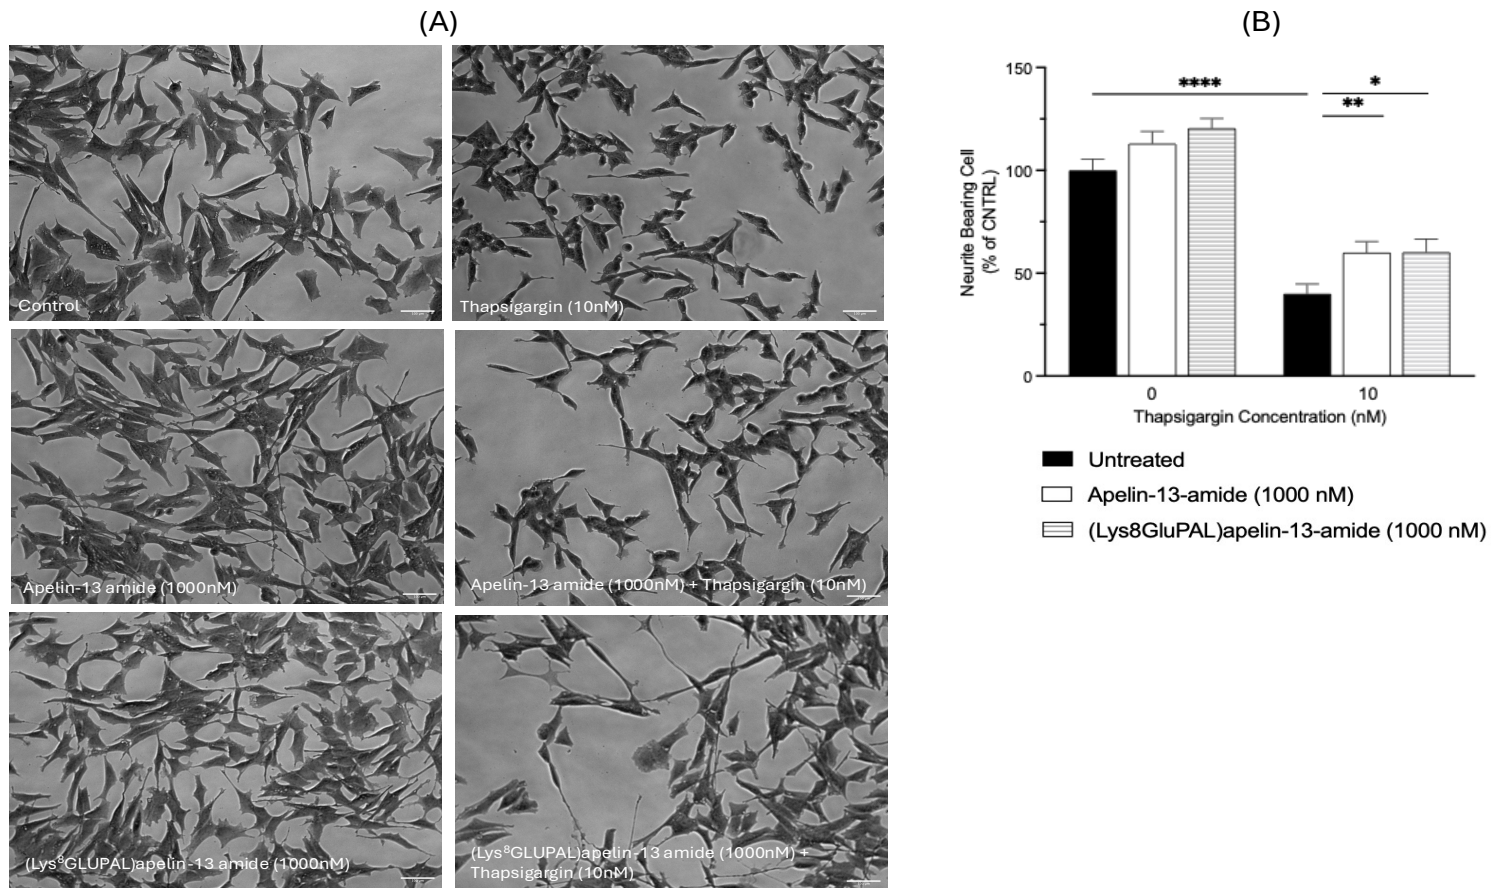 (A)
Control
Thapsigargin (10nM)
Apelin-13 amide (1000nM)
Apelin-13 amide (1000nM) + Thapsigargin (10nM)
(Lys⁸GLUPAL)apelin-13 amide (1000nM)
(Lys⁸GLUPAL)apelin-13 amide (1000nM) +
Thapsigargin (10nM)
(B)
150
100
50
0
Neurite Bearing Cell
(% of CNTRL)
****
*
**
0
10
Thapsigargin Concentration (nM)
Untreated
Apelin-13-amide (1000 nM)
(Lys8GluPAL)apelin-13-amide (1000 nM)